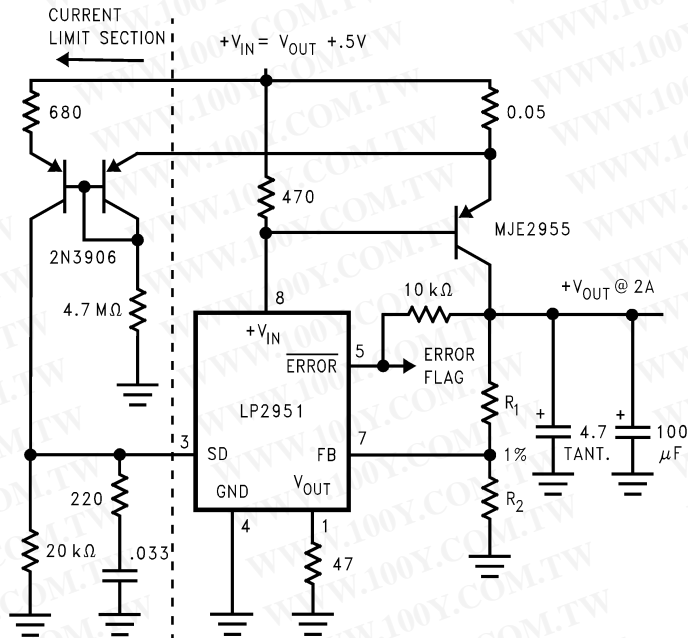 CURRENT
LIMIT SECTION
+VIN = VOUT +.5V
680
0.05
470
MJE2955
2N3906
4.7 MΩ
8
10 kΩ
+VOUT @ 2A
+VIN
5
ERROR
ERROR
FLAG
LP2951
R1
+
+
4.7
TANT.
100
μF
3
SD
FB
7
1%
220
GND
VOUT
R2
4
1
20 kΩ
.033
47
WWW.100Y.COM.TW